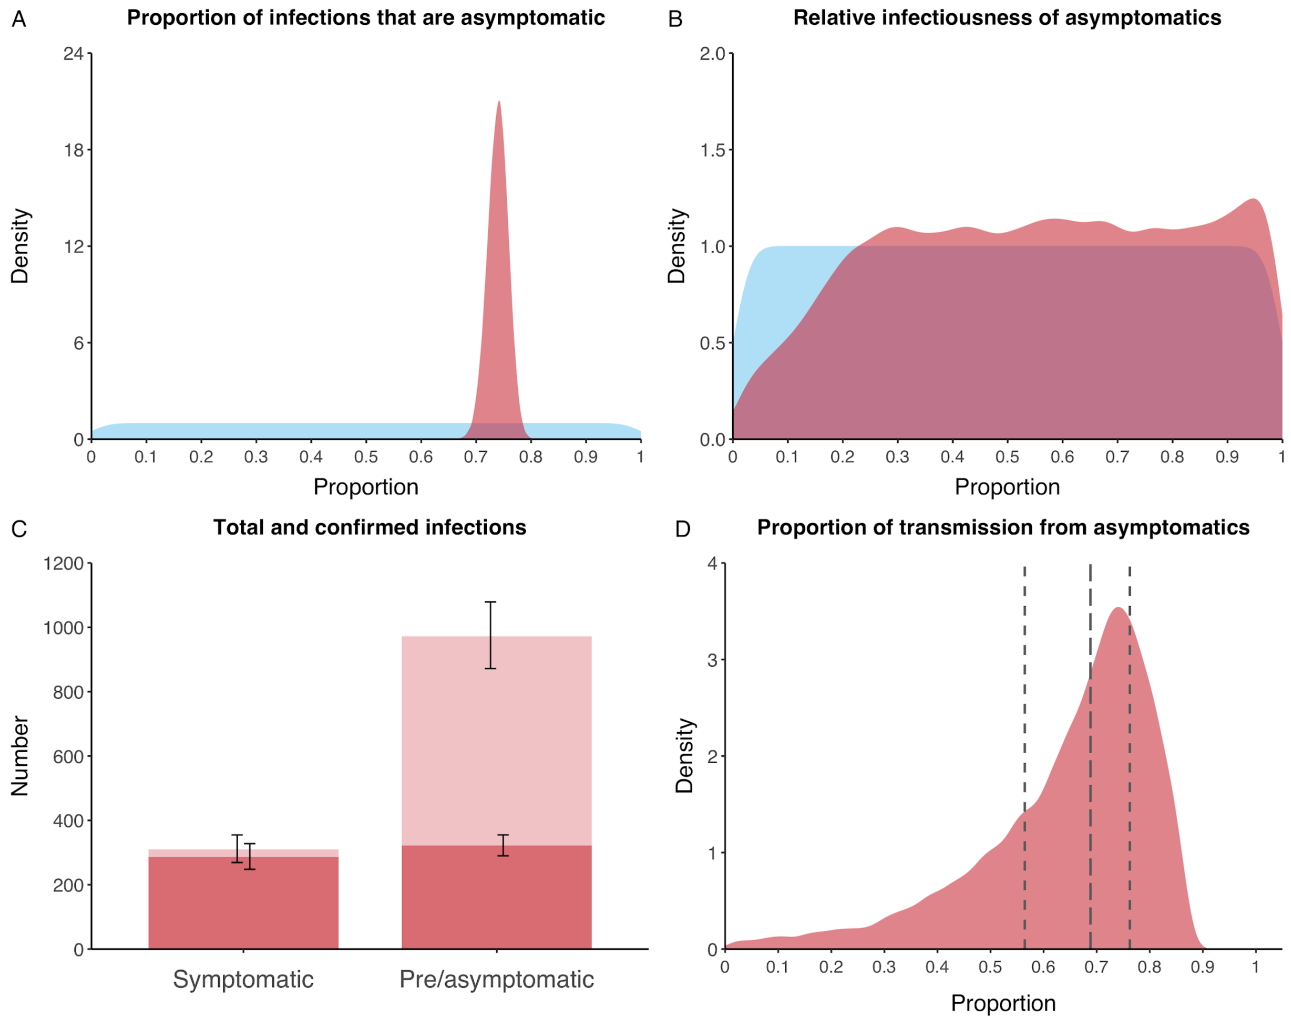 A
Proportion of infections that are asymptomatic
24
18
12
6
0
Density
0 0.1 0.2 0.3 0.4 0.5 0.6 0.7 0.8 0.9 1
Proportion
B
Relative infectiousness of asymptomatics
2.0
1.5
1.0
0.5
0.0
Density
0 0.1 0.2 0.3 0.4 0.5 0.6 0.7 0.8 0.9 1
Proportion
C
Total and confirmed infections
1200
1000
800
600
400
200
0
Number
Symptomatic Pre/asymptomatic
D
Proportion of transmission from asymptomatics
4
3
2
1
0
Density
0 0.1 0.2 0.3 0.4 0.5 0.6 0.7 0.8 0.9 1
Proportion